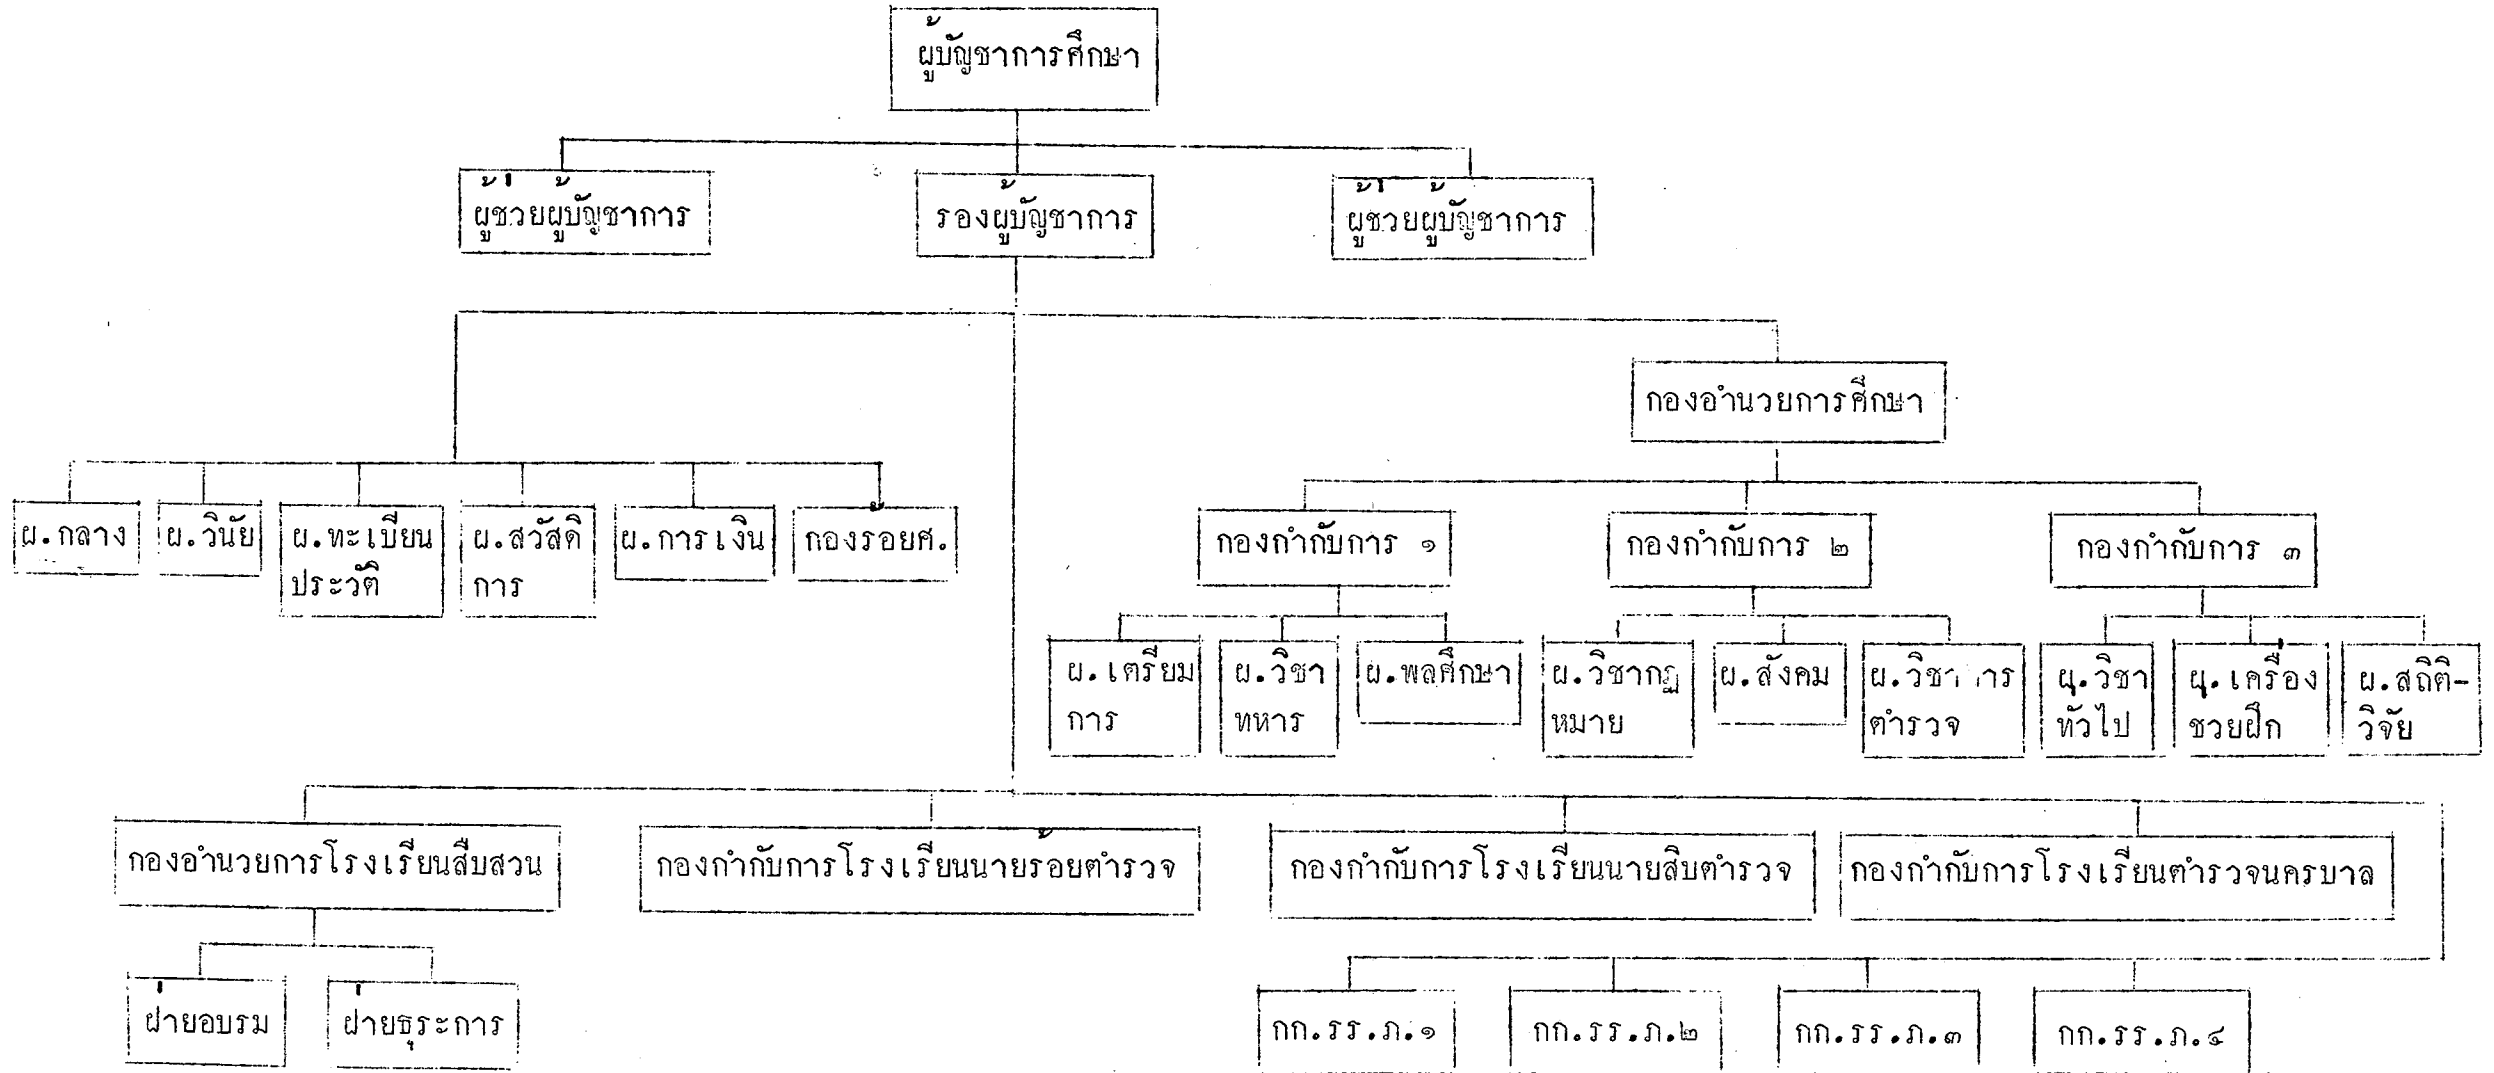 ผู้บัญชาการศึกษา
ผู้ช่วยผู้บัญชาการ
รองผู้บัญชาการ
ผู้ช่วยผู้บัญชาการ
กองอำนวยการศึกษา
ผ.กลาง
ผ.วินัย
ผ.ทะเบียน
ประวัติ
ผ.สวัสดิ
การ
ผ.การเงิน
กองร้อยศ.
กองกำกับการ ๑
กองกำกับการ ๒
กองกำกับการ ๓
ผ.เตรียม
การ
ผ.วิชา
ทหาร
ผ.พลศึกษา
ผ.วิชากฎ
หมาย
ผ.สังคม
ผ.วิชาการ
ตำรวจ
ผ.วิชา
ทั่วไป
ผ.เครื่อง
ชวยฝึก
ผ.สถิติ-
วิจัย
กองอำนวยการโรงเรียนสืบสวน
กองกำกับการโรงเรียนนายร้อยตำรวจ
กองกำกับการโรงเรียนนายสิบตำรวจ
กองกำกับการโรงเรียนตำรวจนครบาล
ฝ่ายอบรม
ฝ่ายธุระการ
กก.รร.ภ.๑
กก.รร.ภ.๒
กก.รร.ภ.๓
กก.รร.ภ.๔